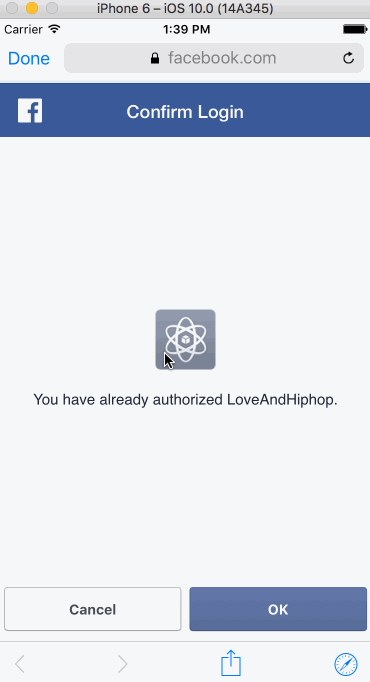 iPhone 6 – iOS 10.0 (14A345)
Carrier 1:39 PM
Done facebook.com
Confirm Login
You have already authorized LoveAndHiphop.
Cancel OK